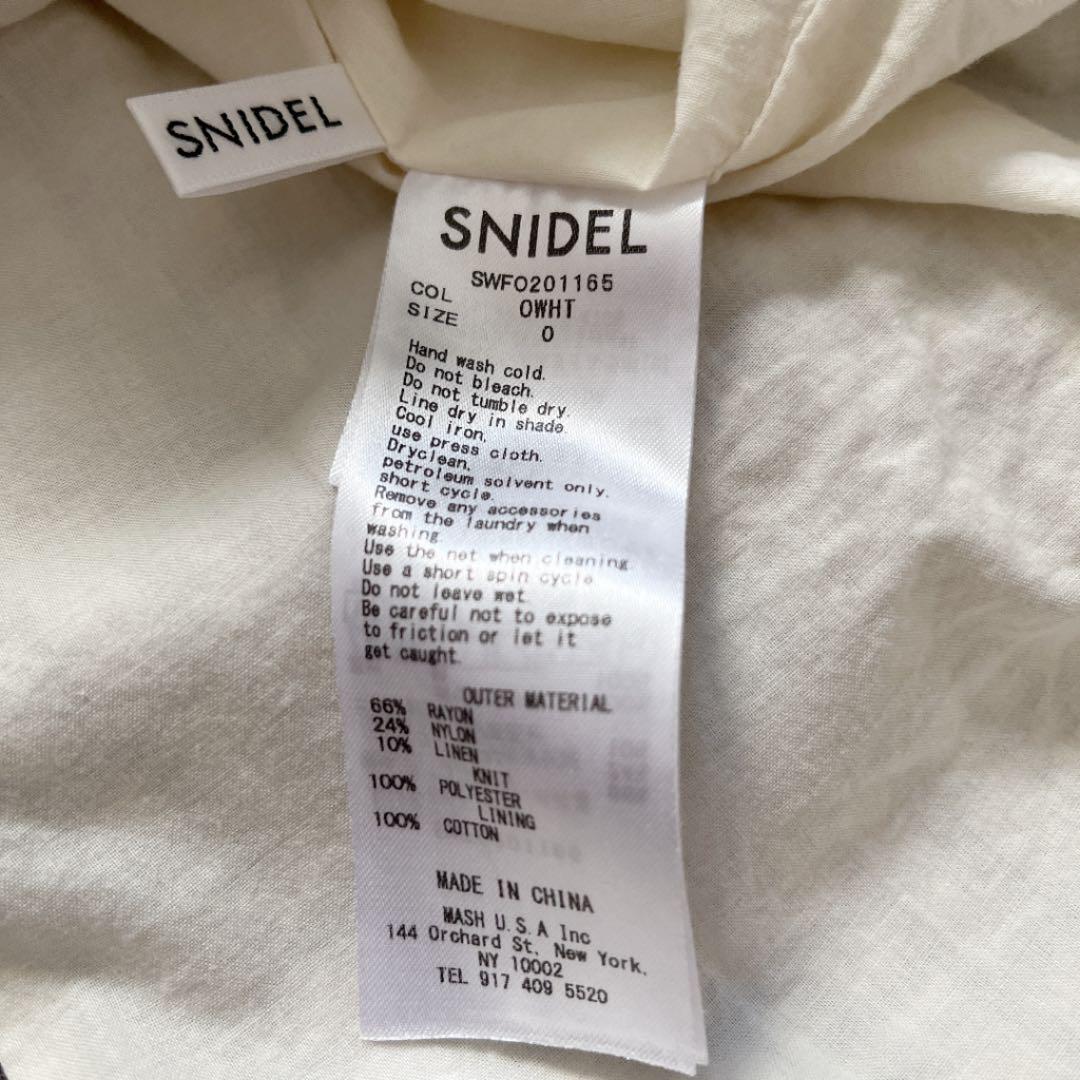 SNIDEL
SNIDEL
SWFO201165
COL OWHT
SIZE 0
Hand wash cold.
Do not bleach.
Do not tumble dry.
Line dry in shade.
Cool iron,
use press cloth.
Dryclean,
petroleum solvent only.
short cycle.
Remove any accessories
from the laundry when
washing.
Use the net when cleaning.
Use a short spin cycle.
Do not leave wet.
Be careful not to expose
to friction or let it
get caught.
OUTER MATERIAL
66% RAYON
24% NYLON
10% LINEN
KNIT
100% POLYESTER
LINING
100% COTTON
MADE IN CHINA
MASH U.S.A Inc
144 Orchard St. New York,
NY 10002
TEL 917 409 5520